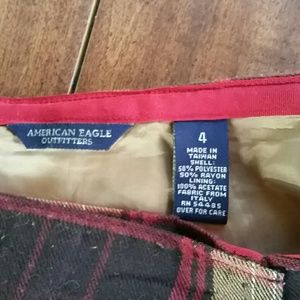 AMERICAN EAGLE
OUTFITTERS
4
MADE IN
TAIWAN
SHELL:
50% POLYESTER
50% RAYON
LINING:
100% ACETATE
FABRIC FROM
ITALY
RN 54485
OVER FOR CARE